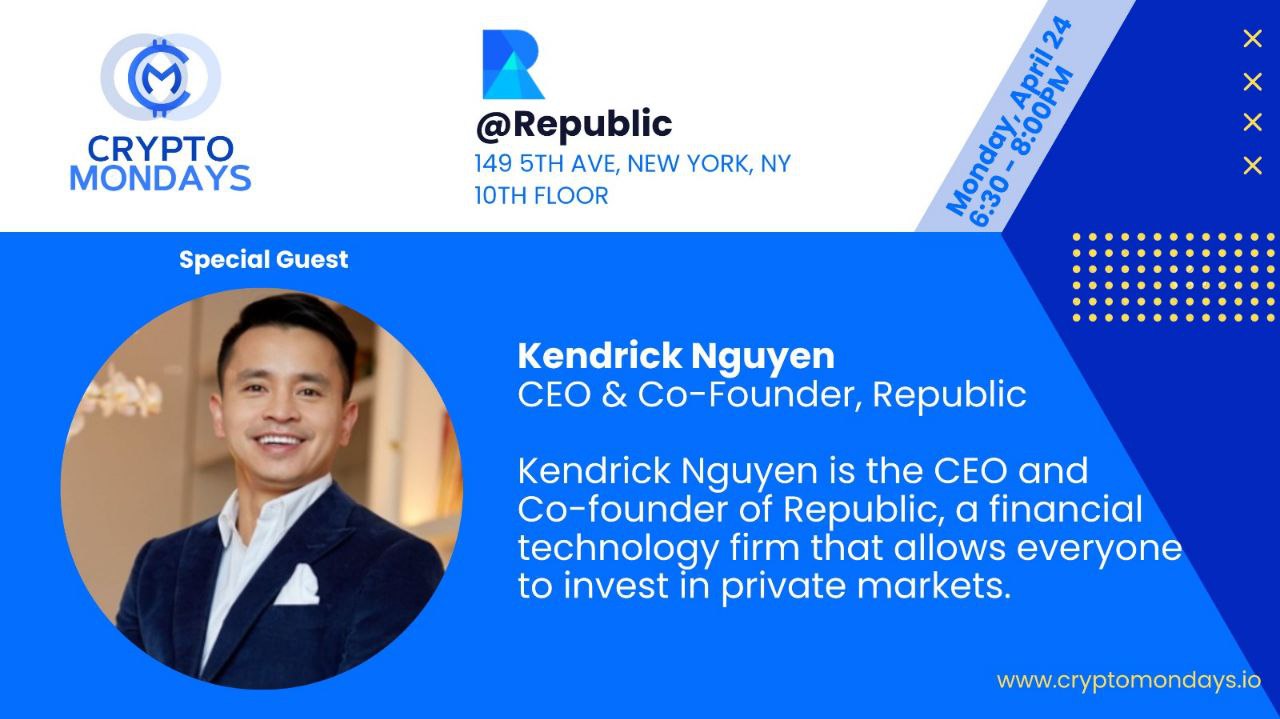 CRYPTO
MONDAYS
@Republic
149 5TH AVE, NEW YORK, NY
10TH FLOOR
Monday, April 24
6:30 - 8:00PM
Special Guest
Kendrick Nguyen
CEO & Co-Founder, Republic
Kendrick Nguyen is the CEO and
Co-founder of Republic, a financial
technology firm that allows everyone
to invest in private markets.
www.cryptomondays.io